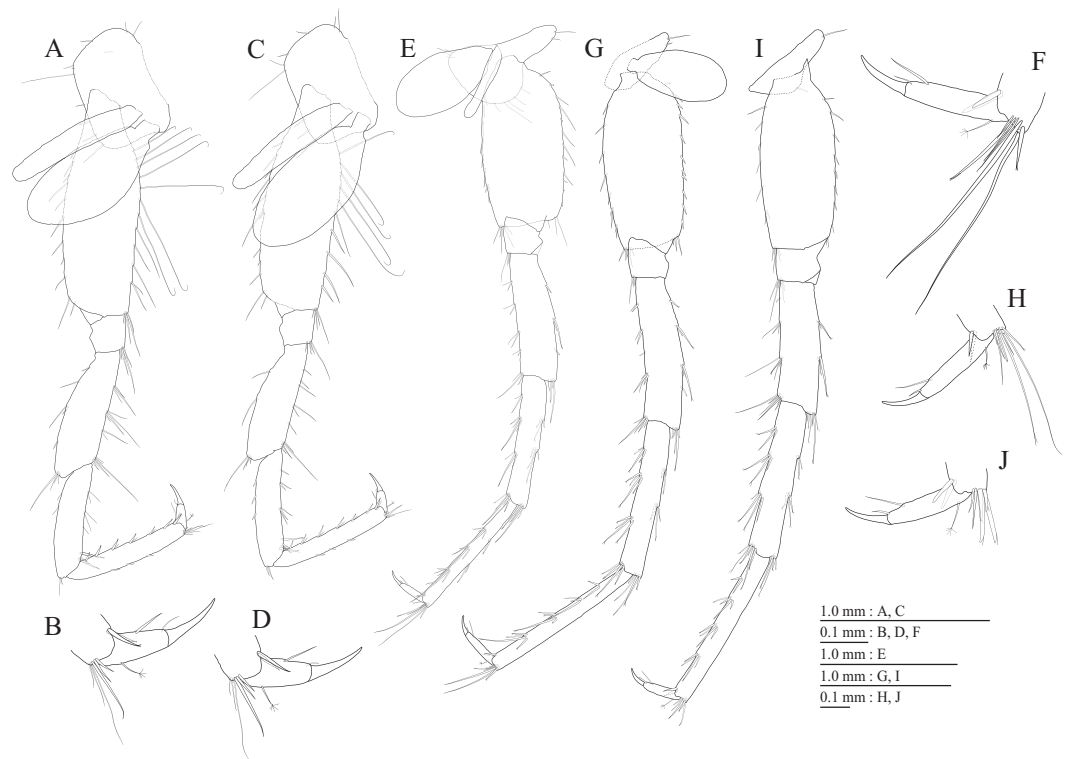 A
C
E
G
I
F
H
J
B
D
1.0 mm : A, C
0.1 mm : B, D, F
1.0 mm : E
1.0 mm : G, I
0.1 mm : H, J